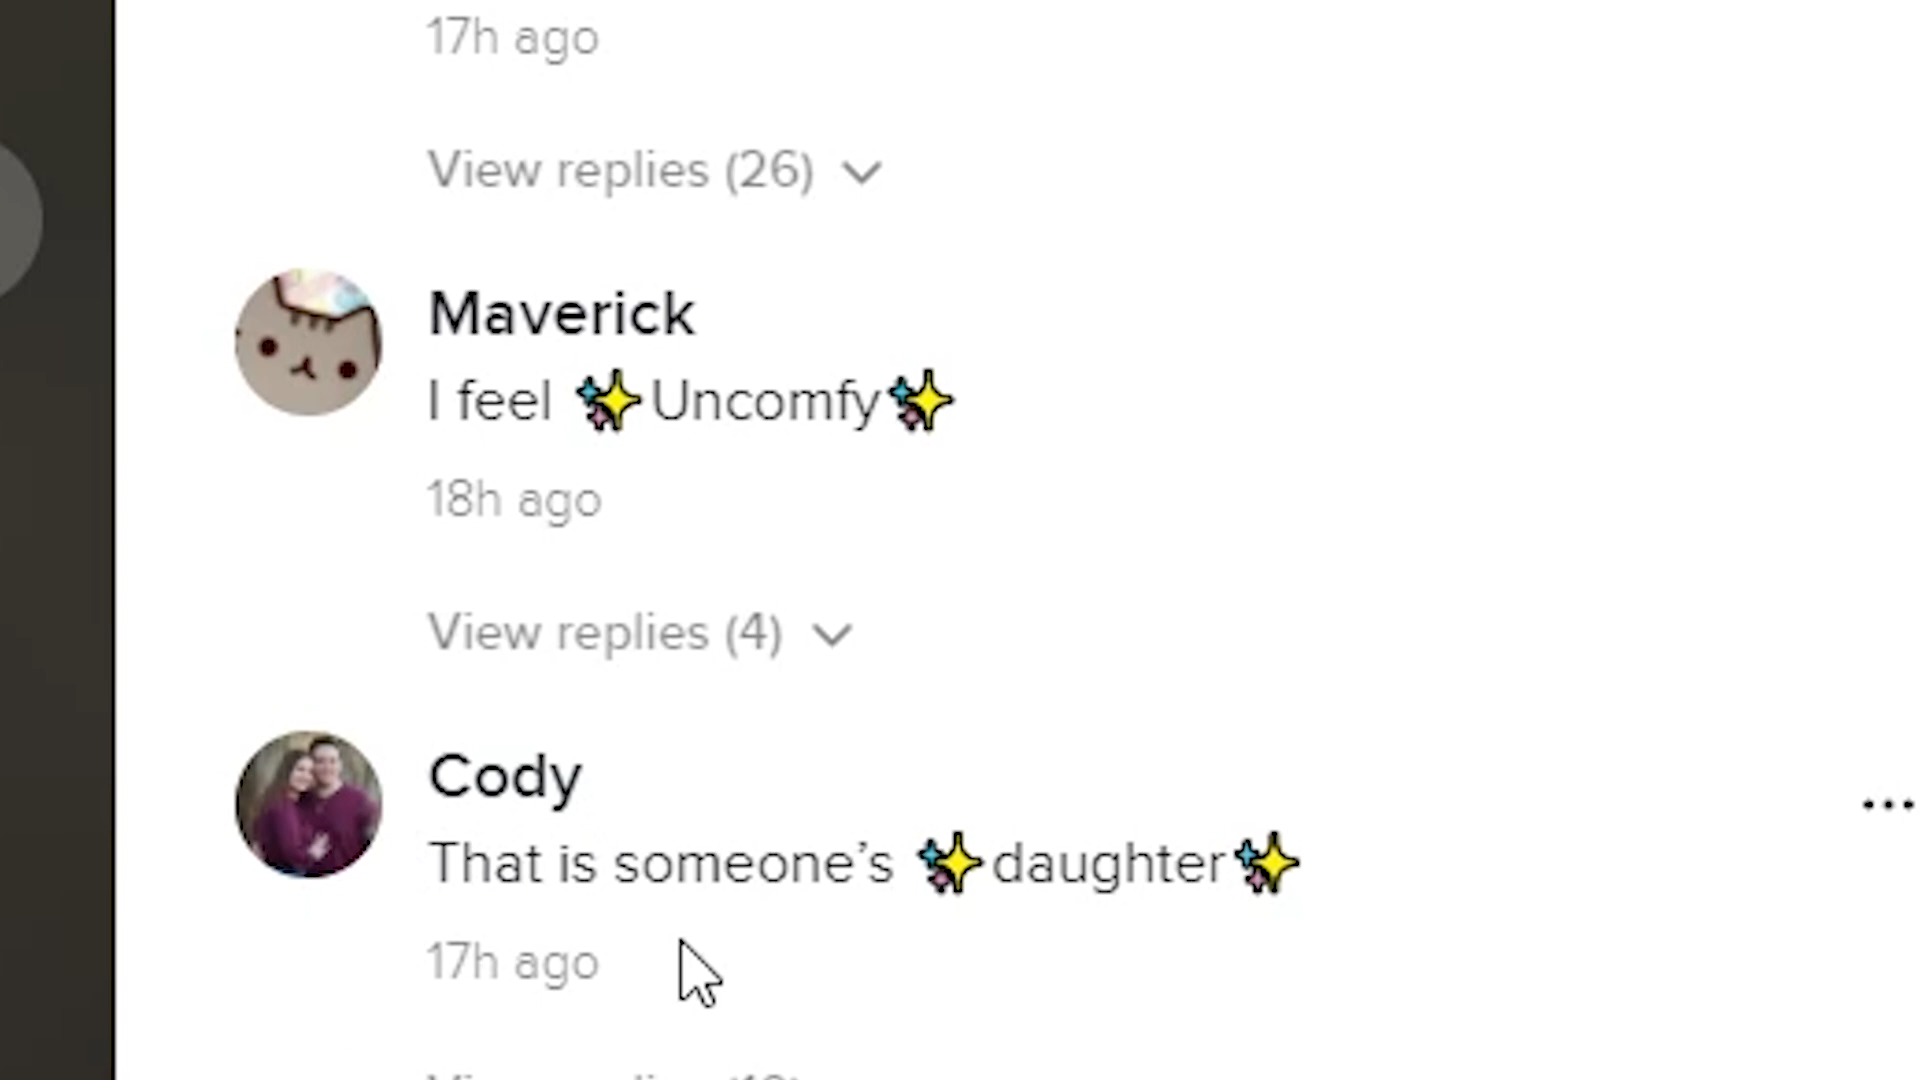 17h ago
View replies (26)
Maverick
I feel ✨Uncomfy✨
18h ago
View replies (4)
Cody
That is someone’s ✨daughter✨
17h ago